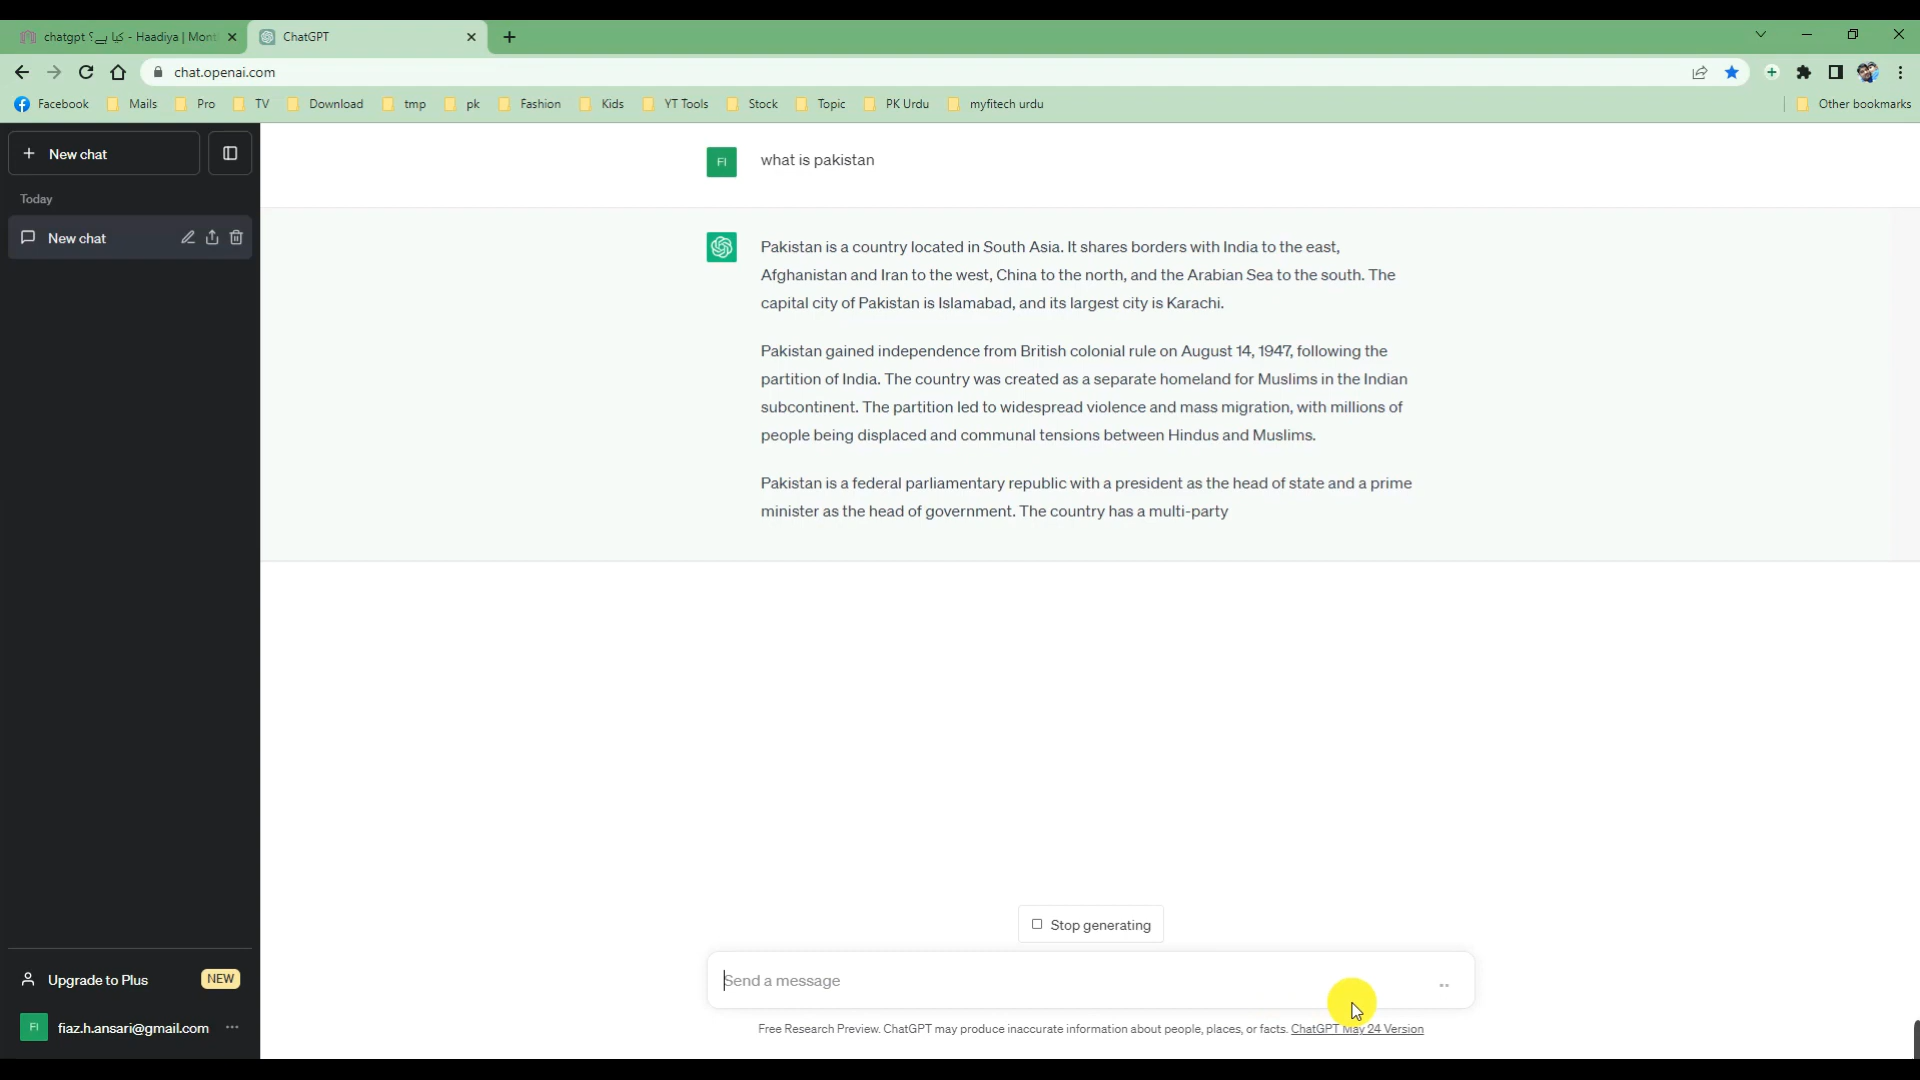 chatgpt کیا ہے؟ - Haadiya | Mont
ChatGPT
chat.openai.com
Facebook Mails Pro TV Download tmp pk Fashion Kids YT Tools Stock Topic PK Urdu myfitech urdu Other bookmarks
New chat
Today
New chat
FI what is pakistan
Pakistan is a country located in South Asia. It shares borders with India to the east,
Afghanistan and Iran to the west, China to the north, and the Arabian Sea to the south. The
capital city of Pakistan is Islamabad, and its largest city is Karachi.
Pakistan gained independence from British colonial rule on August 14, 1947, following the
partition of India. The country was created as a separate homeland for Muslims in the Indian
subcontinent. The partition led to widespread violence and mass migration, with millions of
people being displaced and communal tensions between Hindus and Muslims.
Pakistan is a federal parliamentary republic with a president as the head of state and a prime
minister as the head of government. The country has a multi-party
Stop generating
Send a message
Free Research Preview. ChatGPT may produce inaccurate information about people, places, or facts. ChatGPT May 24 Version
Upgrade to Plus NEW
FI fiaz.h.ansari@gmail.com